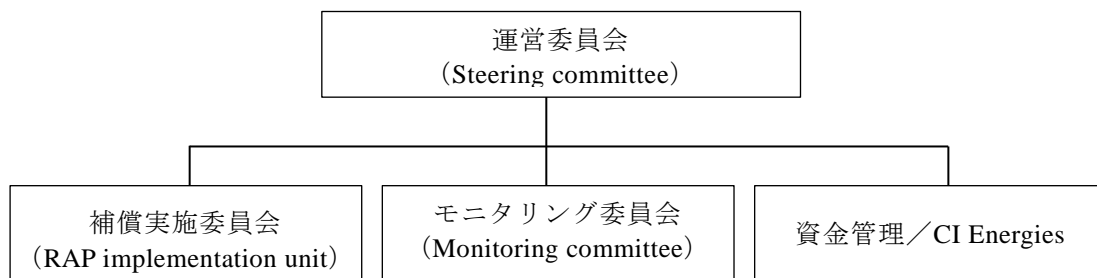 運営委員会
（Steering committee）
補償実施委員会
（RAP implementation unit）
モニタリング委員会
（Monitoring committee）
資金管理／CI Energies